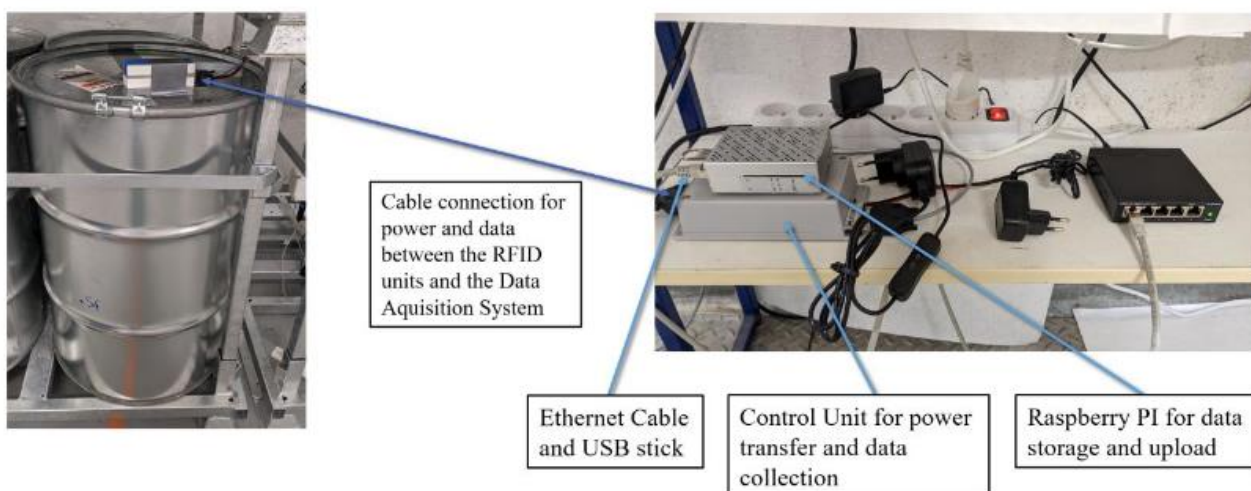 Cable connection for
power and data
between the RFID
units and the Data
Aquisition System
Ethernet Cable
and USB stick
Control Unit for power
transfer and data
collection
Raspberry PI for data
storage and upload